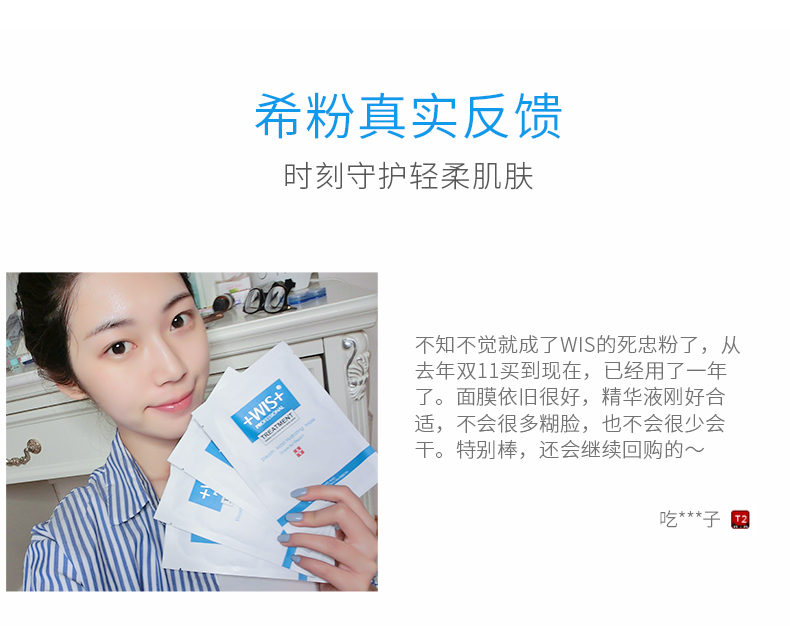 希粉真实反馈
时刻守护轻柔肌肤
不知不觉就成了WIS的死忠粉了，从
去年双11买到现在，已经用了一年
了。面膜依旧很好，精华液刚好合
适，不会很多糊脸，也不会很少会
干。特别棒，还会继续回购的～
+WIS+
PROFESSIONAL
TREATMENT
吃***子 T2